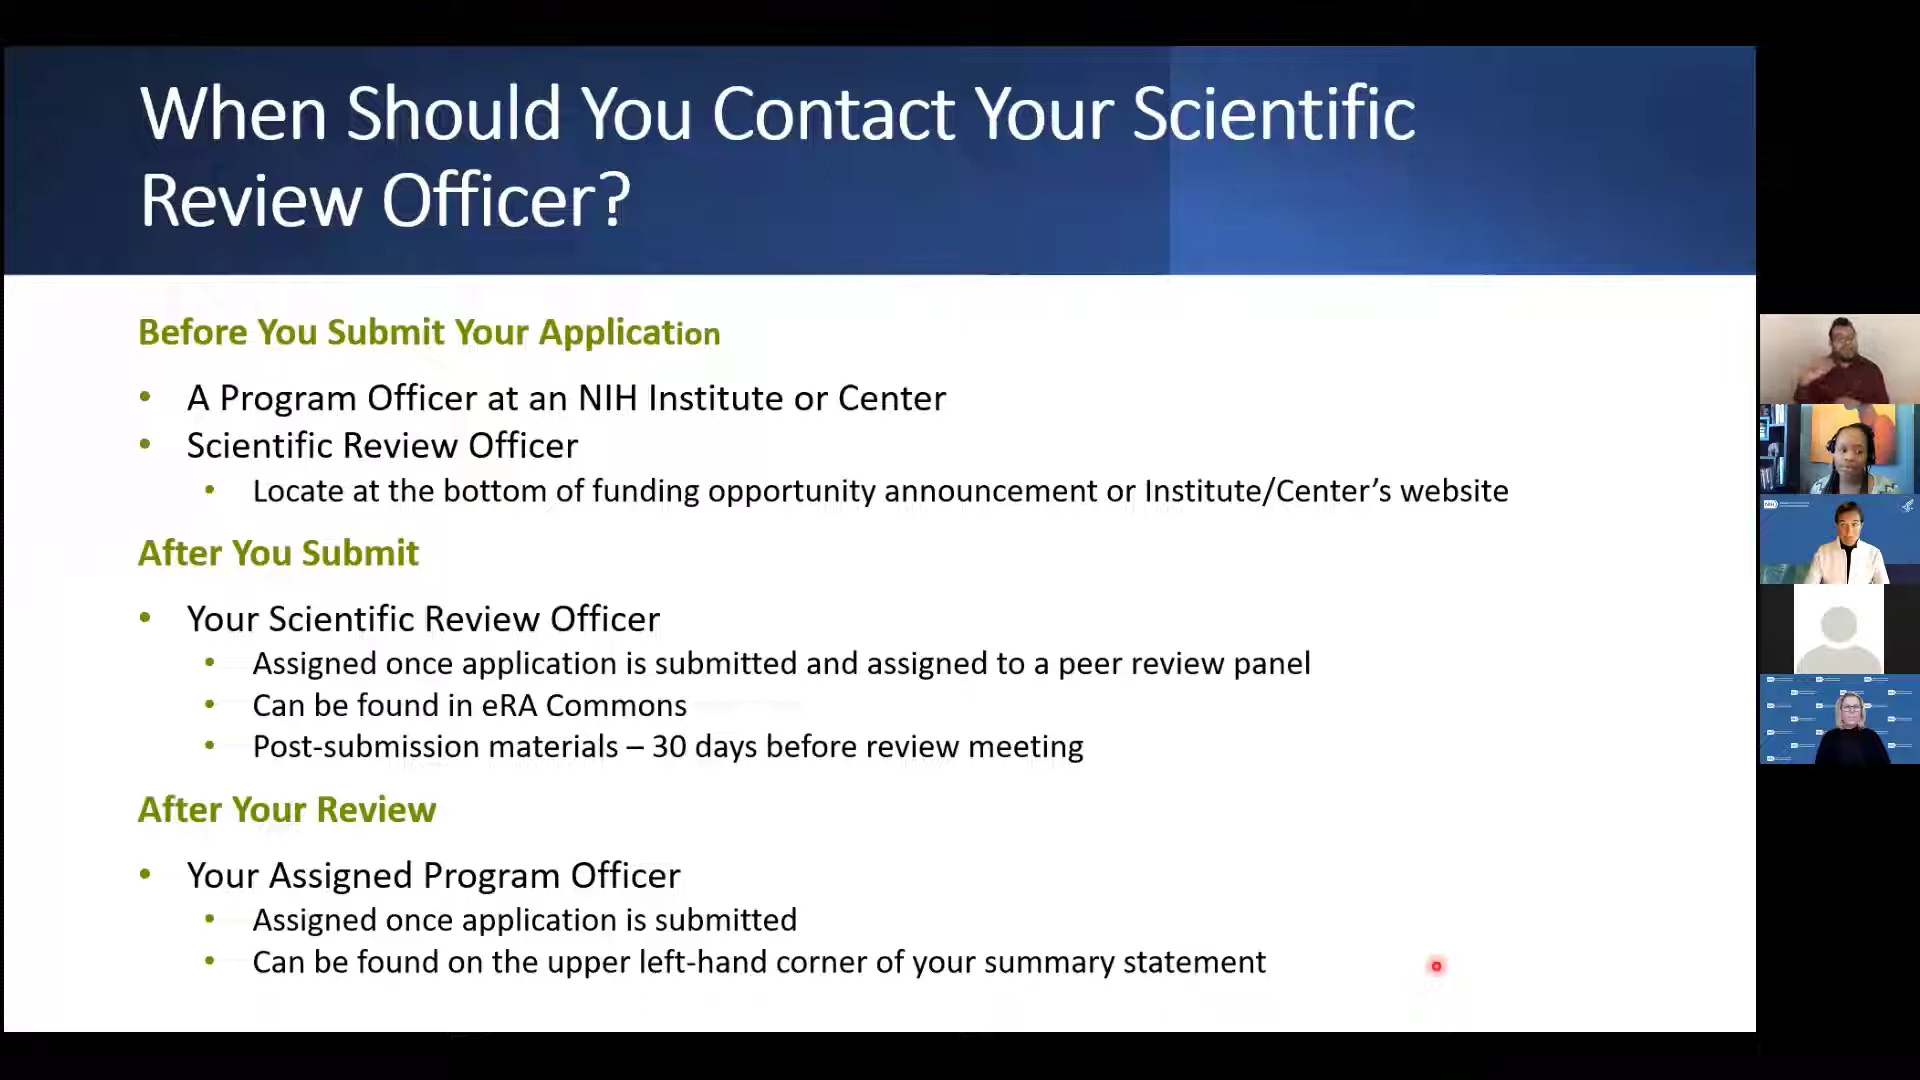 When Should You Contact Your Scientific
Review Officer?
Before You Submit Your Application
• A Program Officer at an NIH Institute or Center
• Scientific Review Officer
• Locate at the bottom of funding opportunity announcement or Institute/Center’s website
After You Submit
• Your Scientific Review Officer
• Assigned once application is submitted and assigned to a peer review panel
• Can be found in eRA Commons
• Post-submission materials – 30 days before review meeting
After Your Review
• Your Assigned Program Officer
• Assigned once application is submitted
• Can be found on the upper left-hand corner of your summary statement
NIH